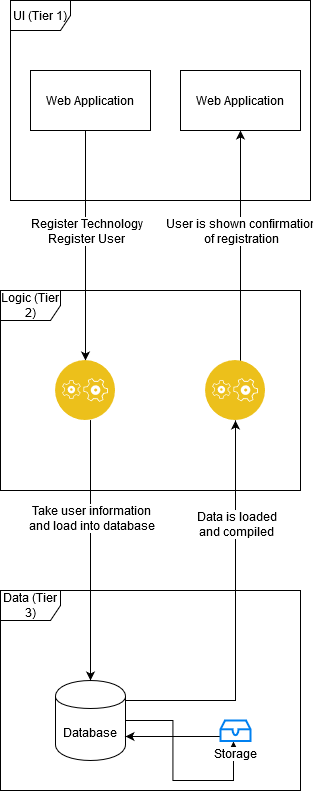 UI (Tier 1)
Web Application
Web Application
Register Technology
Register User
User is shown confirmation
of registration
Logic (Tier
2)
Take user information
and load into database
Data is loaded
and compiled
Data (Tier
3)
Database
Storage